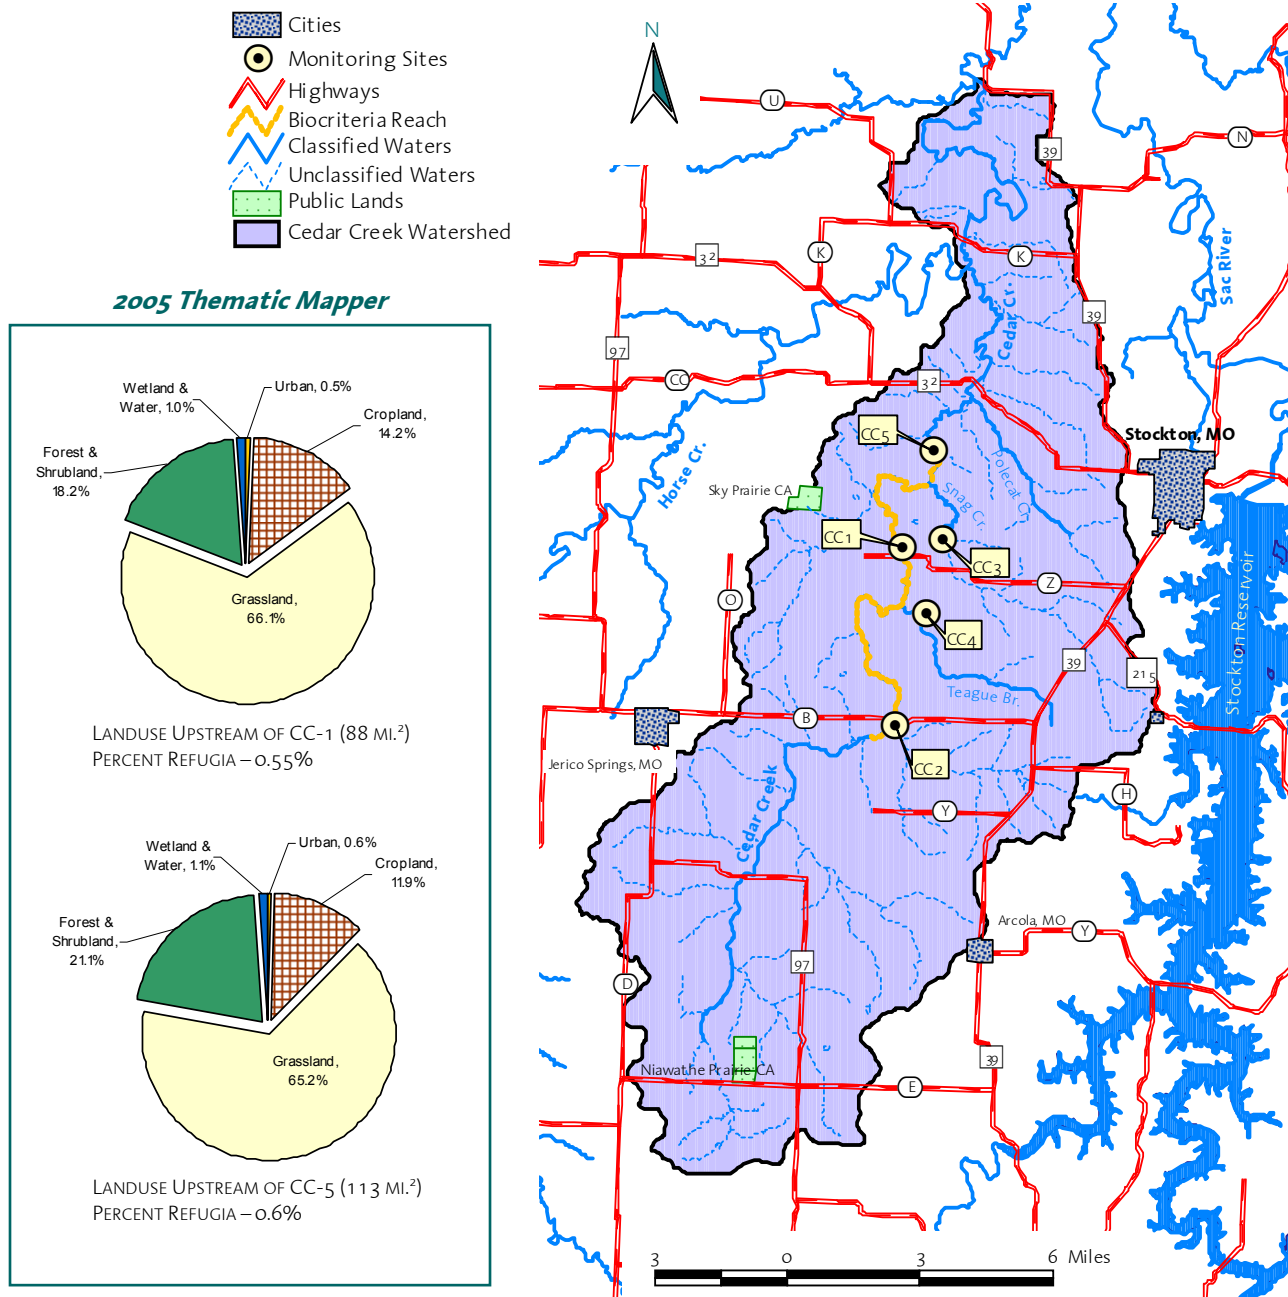 Cities
Monitoring Sites
Highways
Biocriteria Reach
Classified Waters
Unclassified Waters
Public Lands
Cedar Creek Watershed
2005 Thematic Mapper
Wetland &
Water, 1.0%
Urban, 0.5%
Cropland,
14.2%
Forest &
Shrubland,
18.2%
Grassland,
66.1%
LANDUSE UPSTREAM OF CC-1 (88 MI.²)
PERCENT REFUGIA – 0.55%
Wetland &
Water, 1.1%
Urban, 0.6%
Cropland,
11.9%
Forest &
Shrubland,
21.1%
Grassland,
65.2%
LANDUSE UPSTREAM OF CC-5 (113 MI.²)
PERCENT REFUGIA – 0.6%
N
U
39
N
K
K
32
Sac River
39
Cedar Cr.
97
CC
32
CC5
Stockton, MO
Horse Cr.
Polecat Cr.
Sky Prairie CA
Snag Cr.
CC1
CC3
Z
O
CC4
Stockton Reservoir
39
215
Teague Br.
B
Jerico Springs, MO
CC2
H
Y
Cedar Creek
Arcola, MO
Y
97
D
39
Niawathe Prairie CA
E
3
0
3
6 Miles